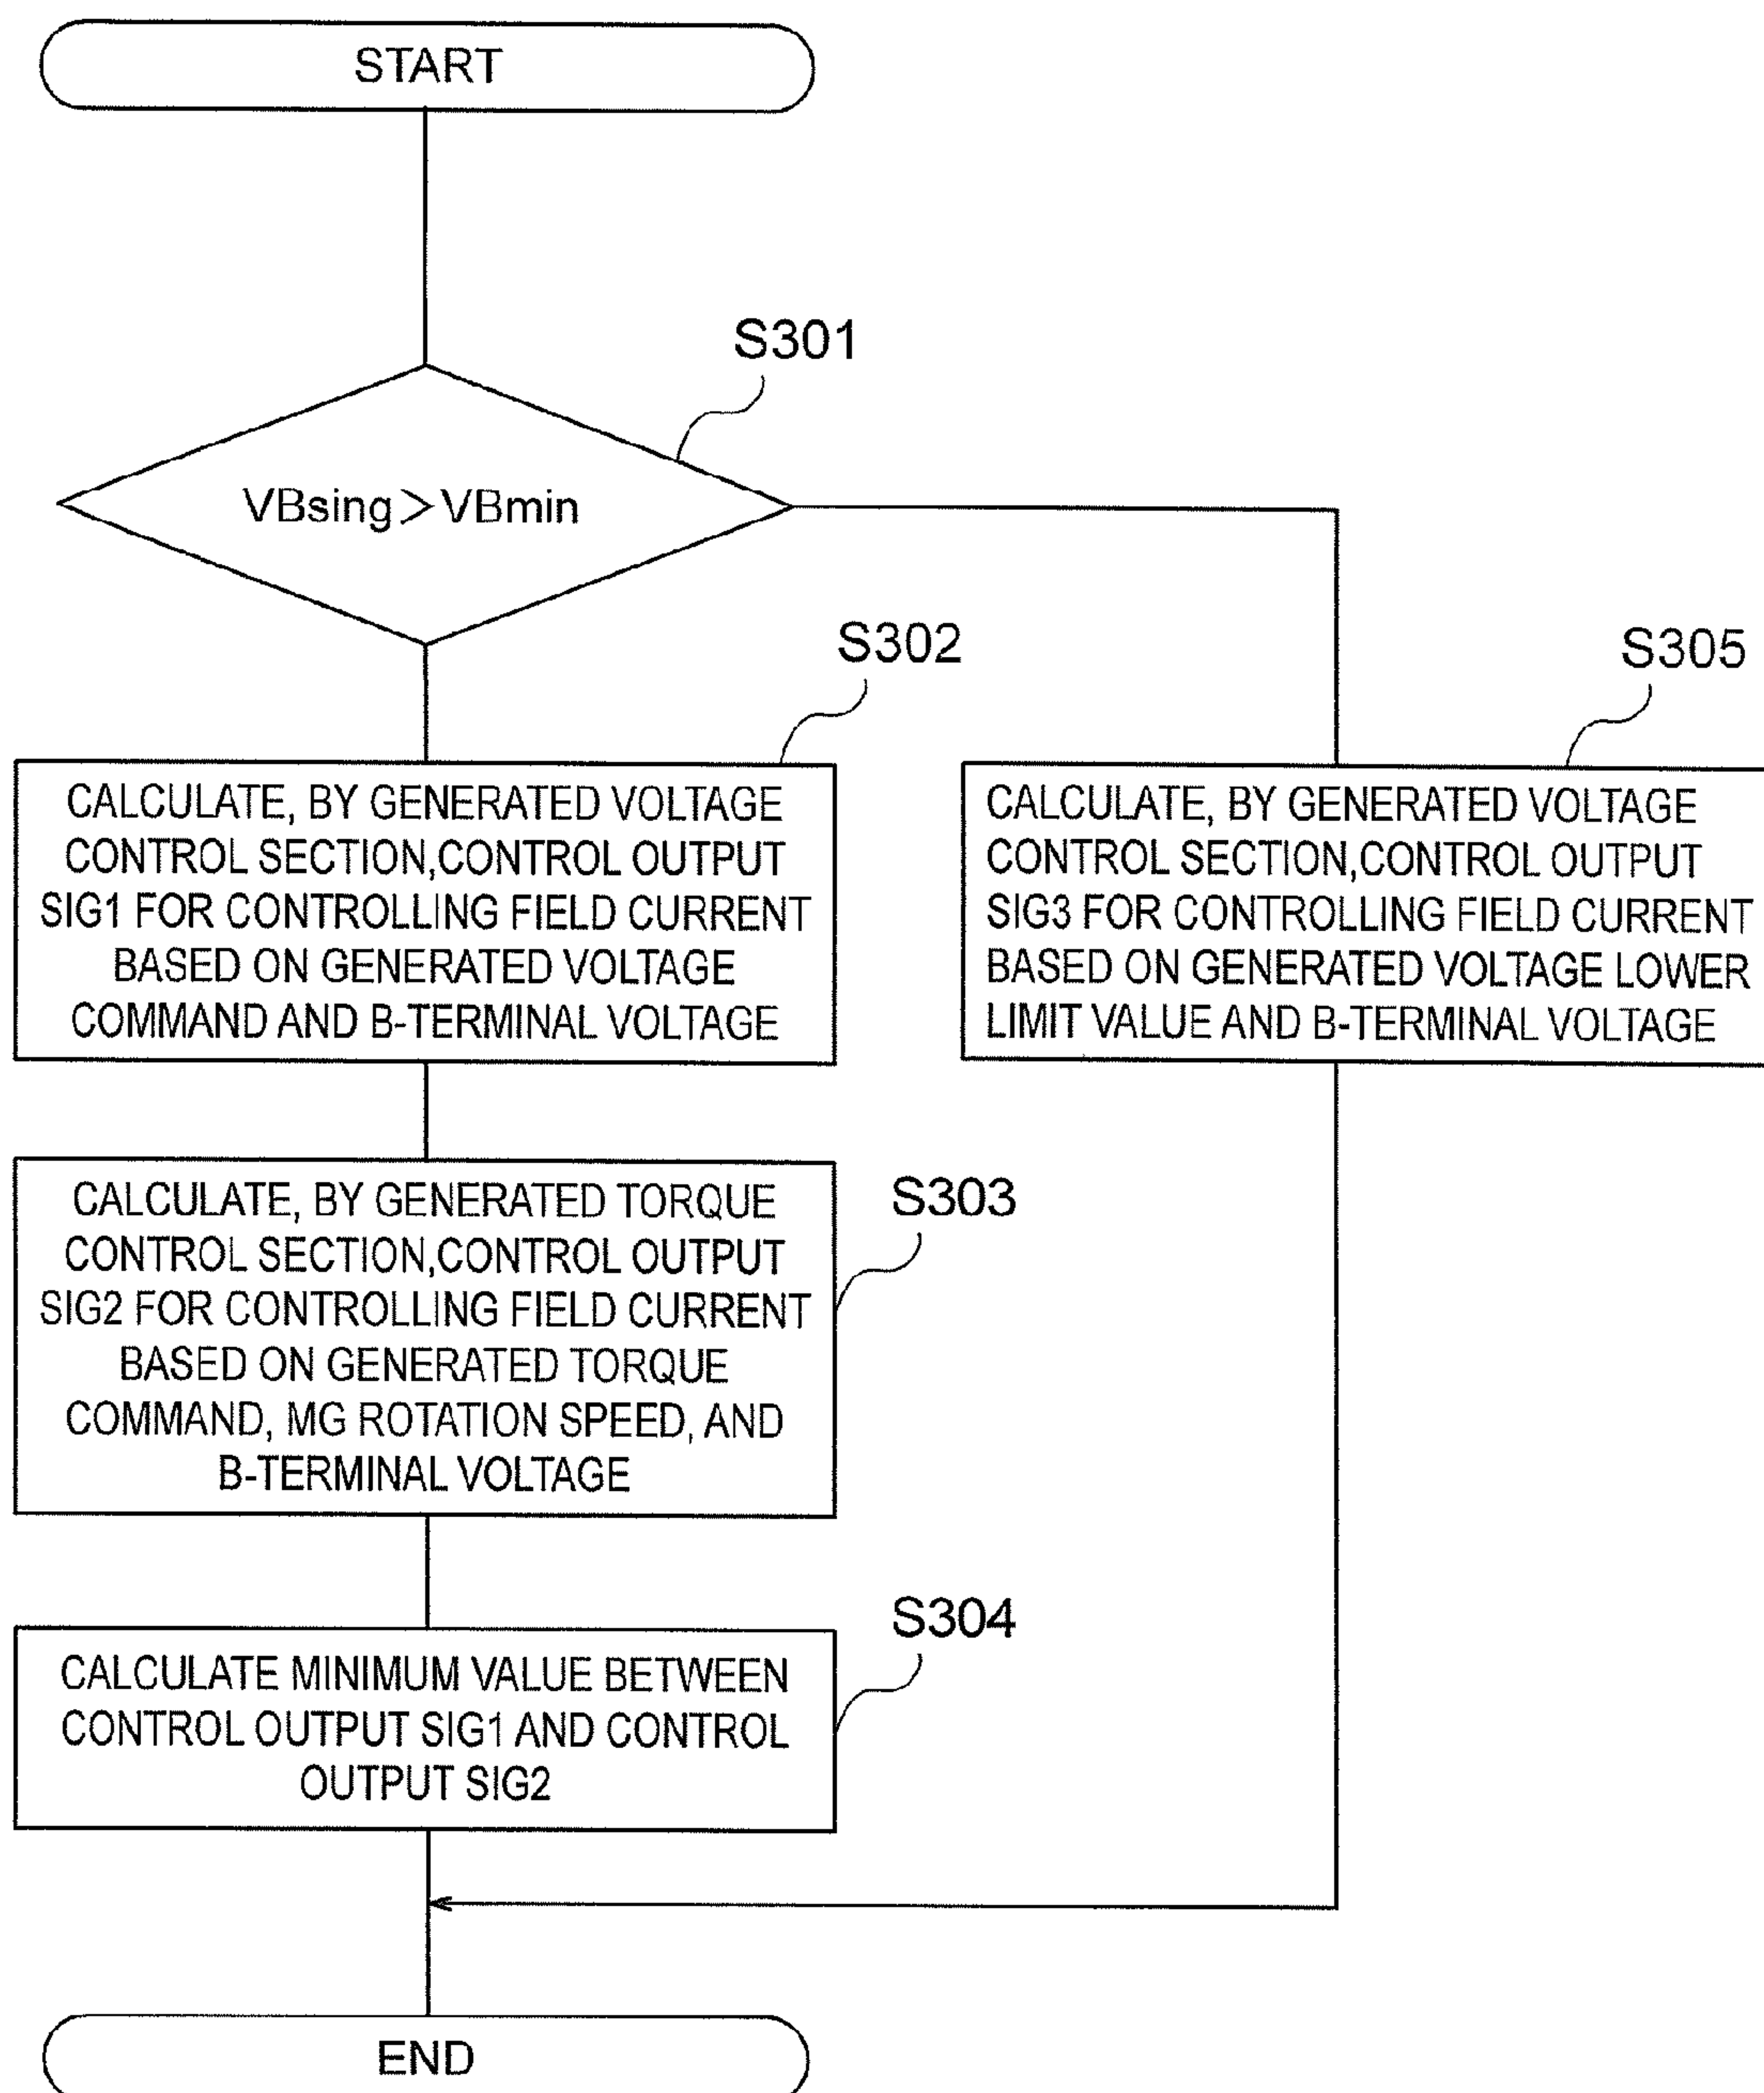 START
S301
VBsing＞VBmin
S302
CALCULATE, BY GENERATED VOLTAGE
CONTROL SECTION,CONTROL OUTPUT
SIG1 FOR CONTROLLING FIELD CURRENT
BASED ON GENERATED VOLTAGE
COMMAND AND B-TERMINAL VOLTAGE
S305
CALCULATE, BY GENERATED VOLTAGE
CONTROL SECTION,CONTROL OUTPUT
SIG3 FOR CONTROLLING FIELD CURRENT
BASED ON GENERATED VOLTAGE LOWER
LIMIT VALUE AND B-TERMINAL VOLTAGE
S303
CALCULATE, BY GENERATED TORQUE
CONTROL SECTION,CONTROL OUTPUT
SIG2 FOR CONTROLLING FIELD CURRENT
BASED ON GENERATED TORQUE
COMMAND, MG ROTATION SPEED, AND
B-TERMINAL VOLTAGE
S304
CALCULATE MINIMUM VALUE BETWEEN
CONTROL OUTPUT SIG1 AND CONTROL
OUTPUT SIG2
END